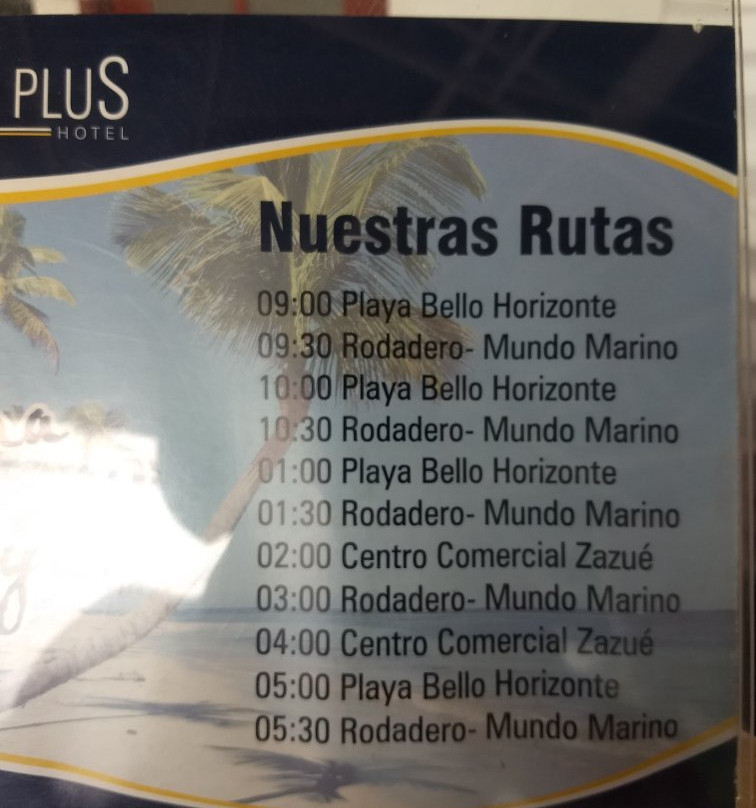 PLUS
HOTEL
Nuestras Rutas
09:00 Playa Bello Horizonte
09:30 Rodadero- Mundo Marino
10:00 Playa Bello Horizonte
10:30 Rodadero- Mundo Marino
01:00 Playa Bello Horizonte
01:30 Rodadero- Mundo Marino
02:00 Centro Comercial Zazué
03:00 Rodadero- Mundo Marino
04:00 Centro Comercial Zazué
05:00 Playa Bello Horizonte
05:30 Rodadero- Mundo Marino